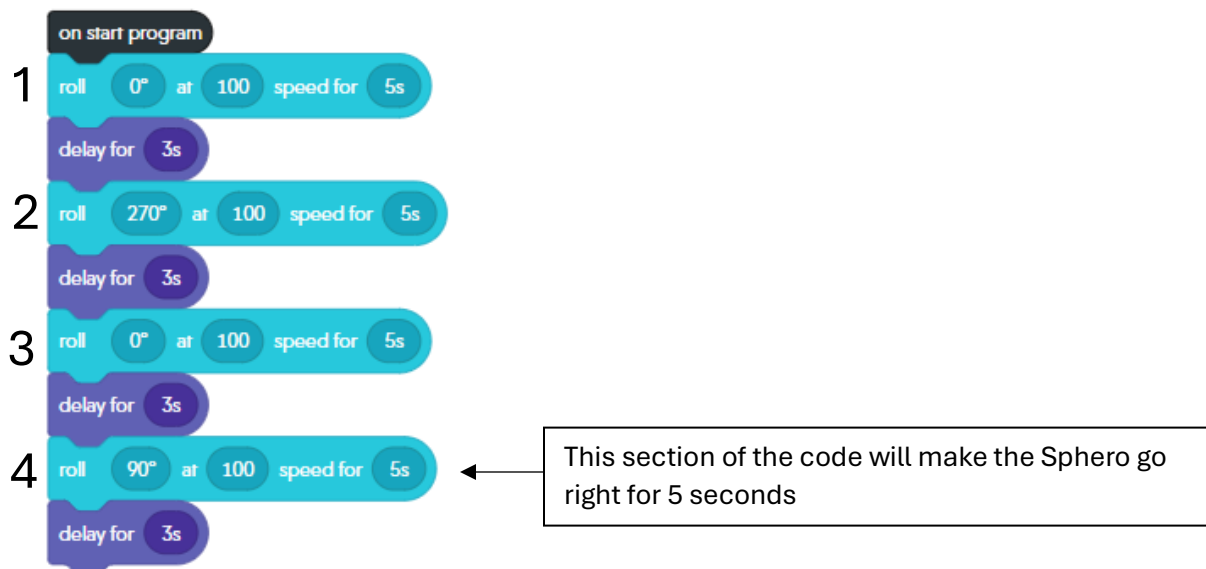 on start program
1 roll 0° at 100 speed for 5s
delay for 3s
2 roll 270° at 100 speed for 5s
delay for 3s
3 roll 0° at 100 speed for 5s
delay for 3s
4 roll 90° at 100 speed for 5s
This section of the code will make the Sphero go
right for 5 seconds
delay for 3s